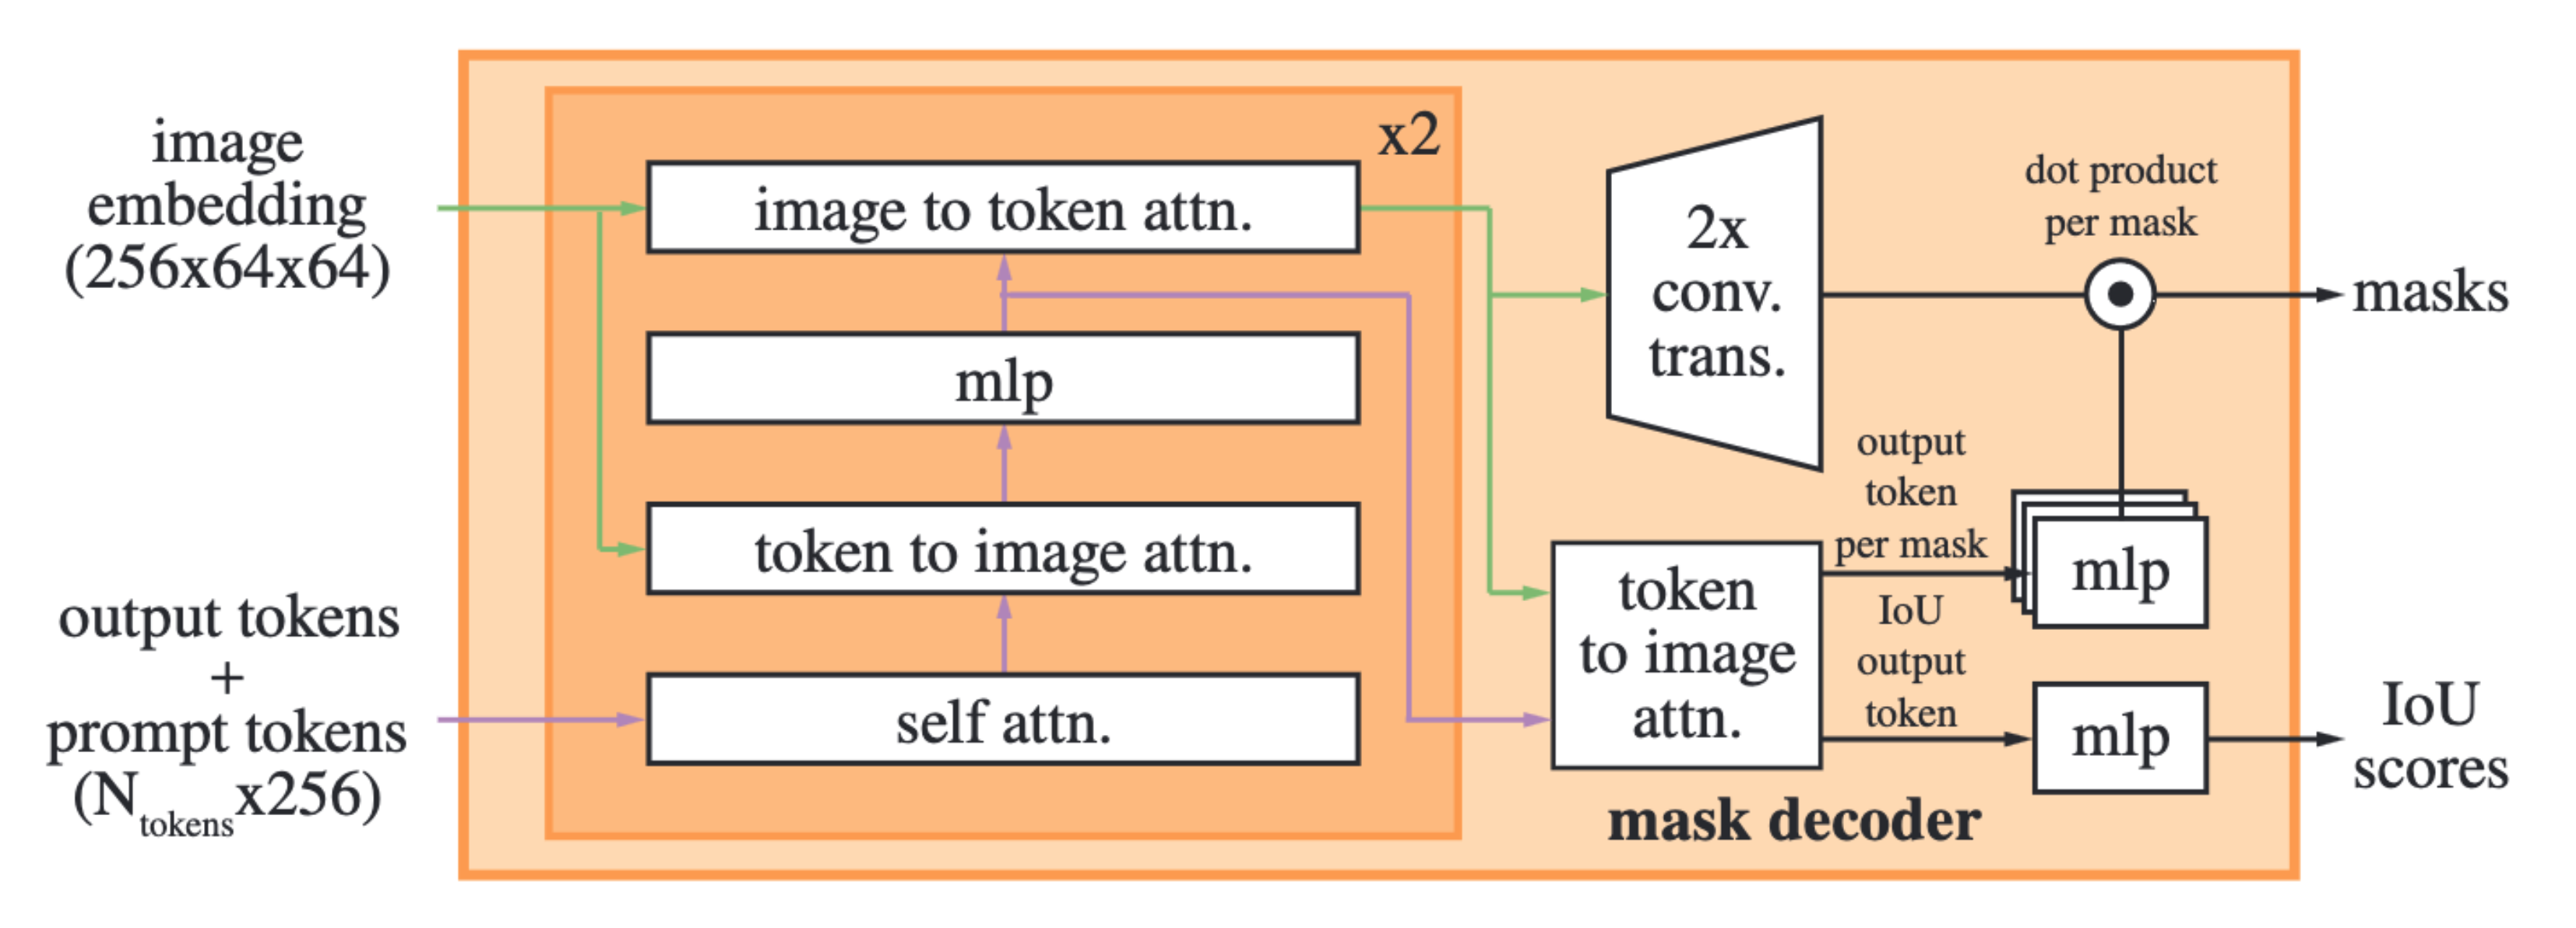 image
embedding
(256x64x64)
output tokens
+
prompt tokens
(Ntokensx256)
x2
image to token attn.
mlp
token to image attn.
self attn.
2x
conv.
trans.
dot product
per mask
masks
token
to image
attn.
output
token
per mask
mlp
IoU
output
token
mlp
IoU
scores
mask decoder